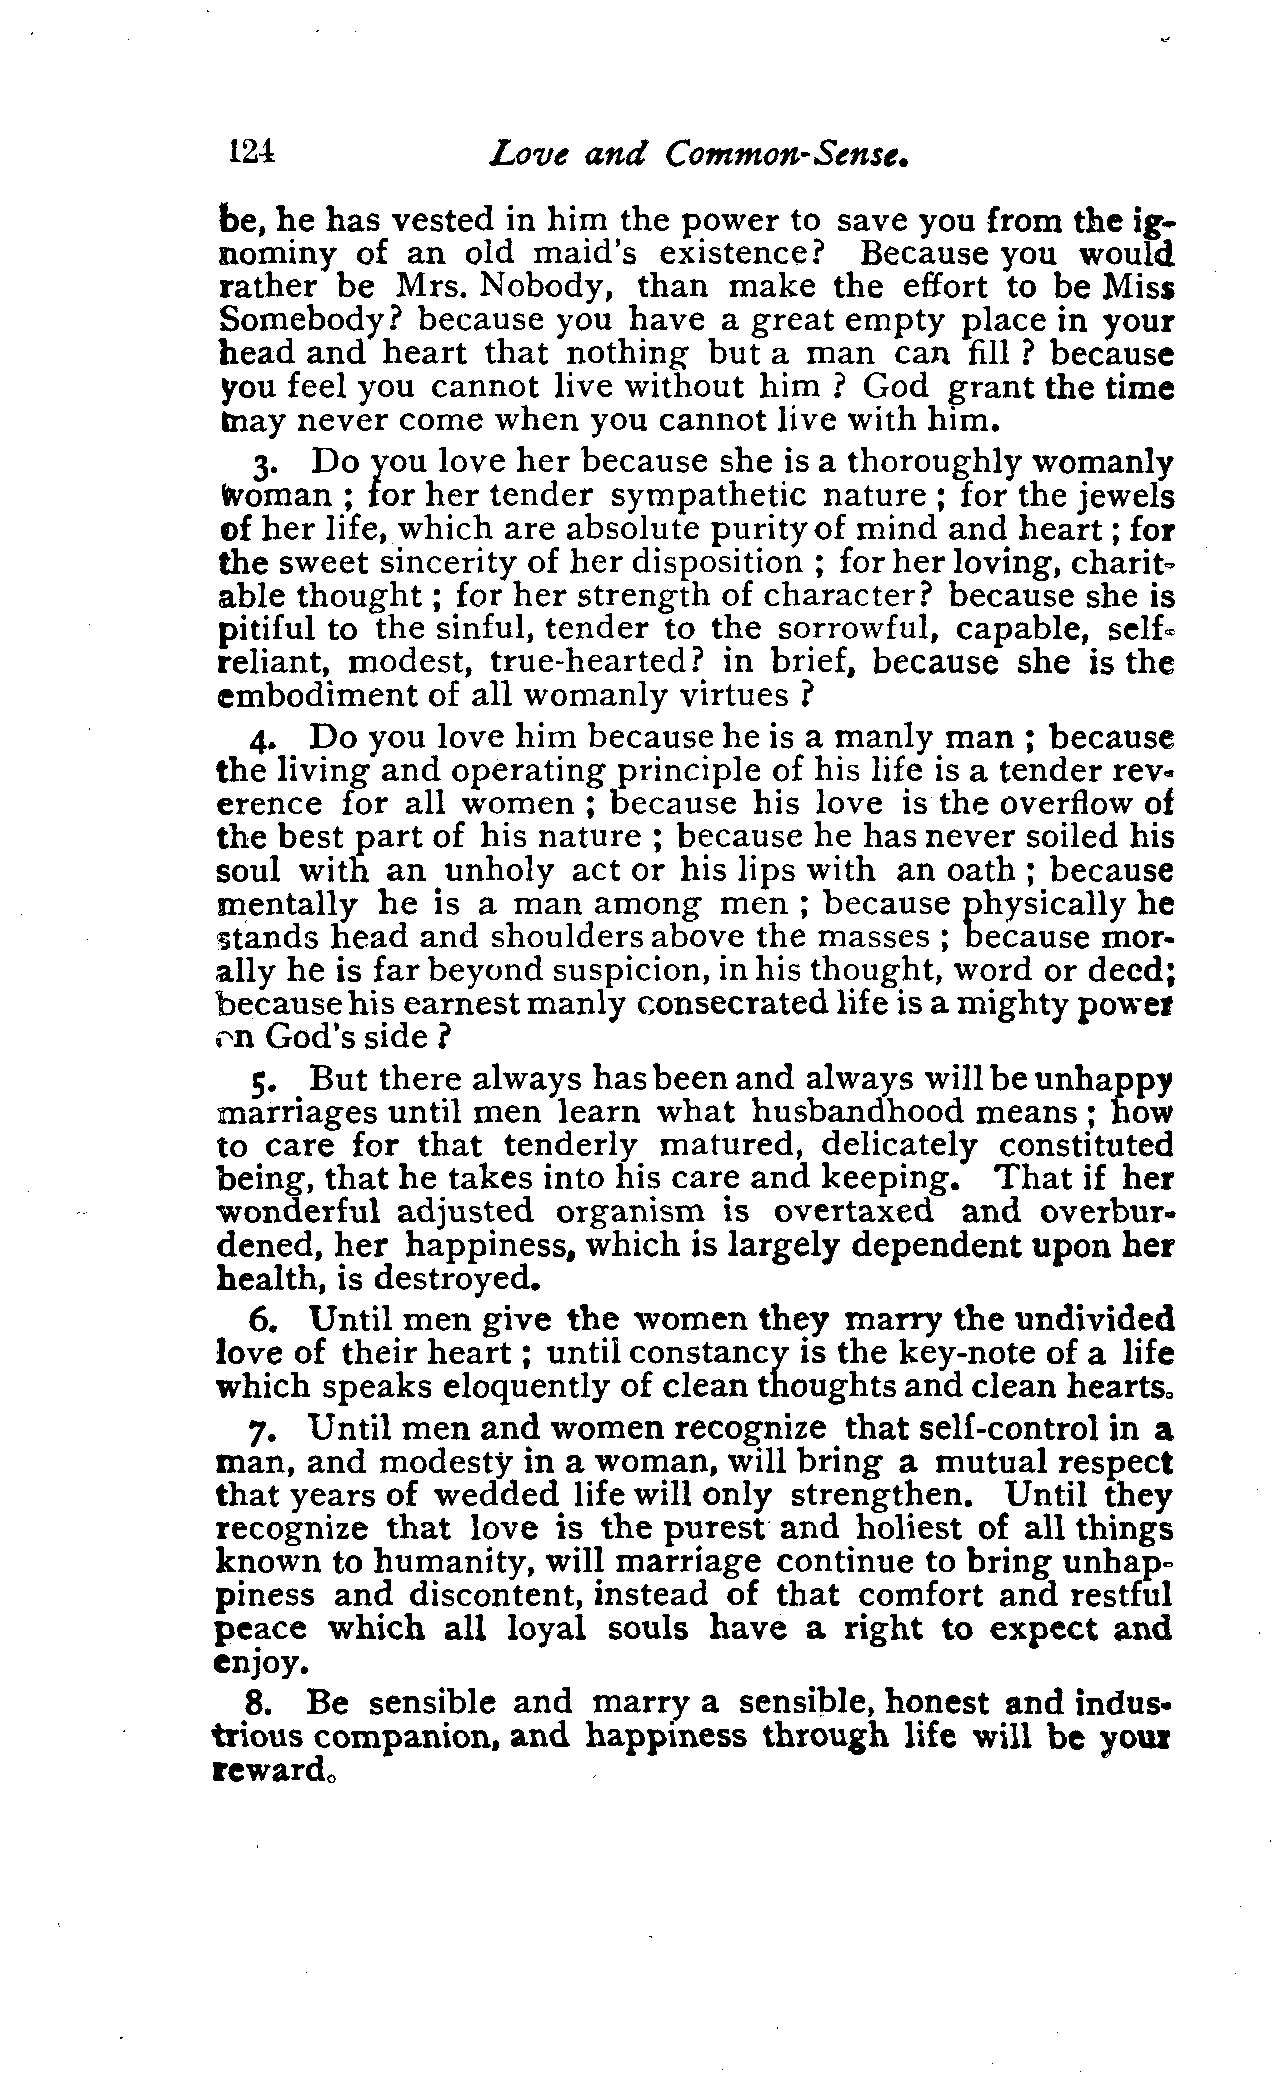 124 Love and Common-Sense.
be, he has vested in him the power to save you from the ig-
nominy of an old maid's existence? Because you would
rather be Mrs. Nobody, than make the effort to be Miss
Somebody? because you have a great empty place in your
head and heart that nothing but a man can fill ? because
you feel you cannot live without him ? God grant the time
may never come when you cannot live with him.
3. Do you love her because she is a thoroughly womanly
woman ; for her tender sympathetic nature ; for the jewels
of her life, which are absolute purity of mind and heart ; for
the sweet sincerity of her disposition ; for her loving, charit-
able thought ; for her strength of character? because she is
pitiful to the sinful, tender to the sorrowful, capable, self-
reliant, modest, true-hearted? in brief, because she is the
embodiment of all womanly virtues ?
4. Do you love him because he is a manly man ; because
the living and operating principle of his life is a tender rev-
erence for all women ; because his love is the overflow of
the best part of his nature ; because he has never soiled his
soul with an unholy act or his lips with an oath ; because
mentally he is a man among men ; because physically he
stands head and shoulders above the masses ; because mor-
ally he is far beyond suspicion, in his thought, word or deed;
because his earnest manly consecrated life is a mighty power
on God's side ?
5. But there always has been and always will be unhappy
marriages until men learn what husbandhood means ; how
to care for that tenderly matured, delicately constituted
being, that he takes into his care and keeping. That if her
wonderful adjusted organism is overtaxed and overbur-
dened, her happiness, which is largely dependent upon her
health, is destroyed.
6. Until men give the women they marry the undivided
love of their heart ; until constancy is the key-note of a life
which speaks eloquently of clean thoughts and clean hearts.
7. Until men and women recognize that self-control in a
man, and modesty in a woman, will bring a mutual respect
that years of wedded life will only strengthen. Until they
recognize that love is the purest and holiest of all things
known to humanity, will marriage continue to bring unhap-
piness and discontent, instead of that comfort and restful
peace which all loyal souls have a right to expect and
enjoy.
8. Be sensible and marry a sensible, honest and indus-
trious companion, and happiness through life will be your
reward.